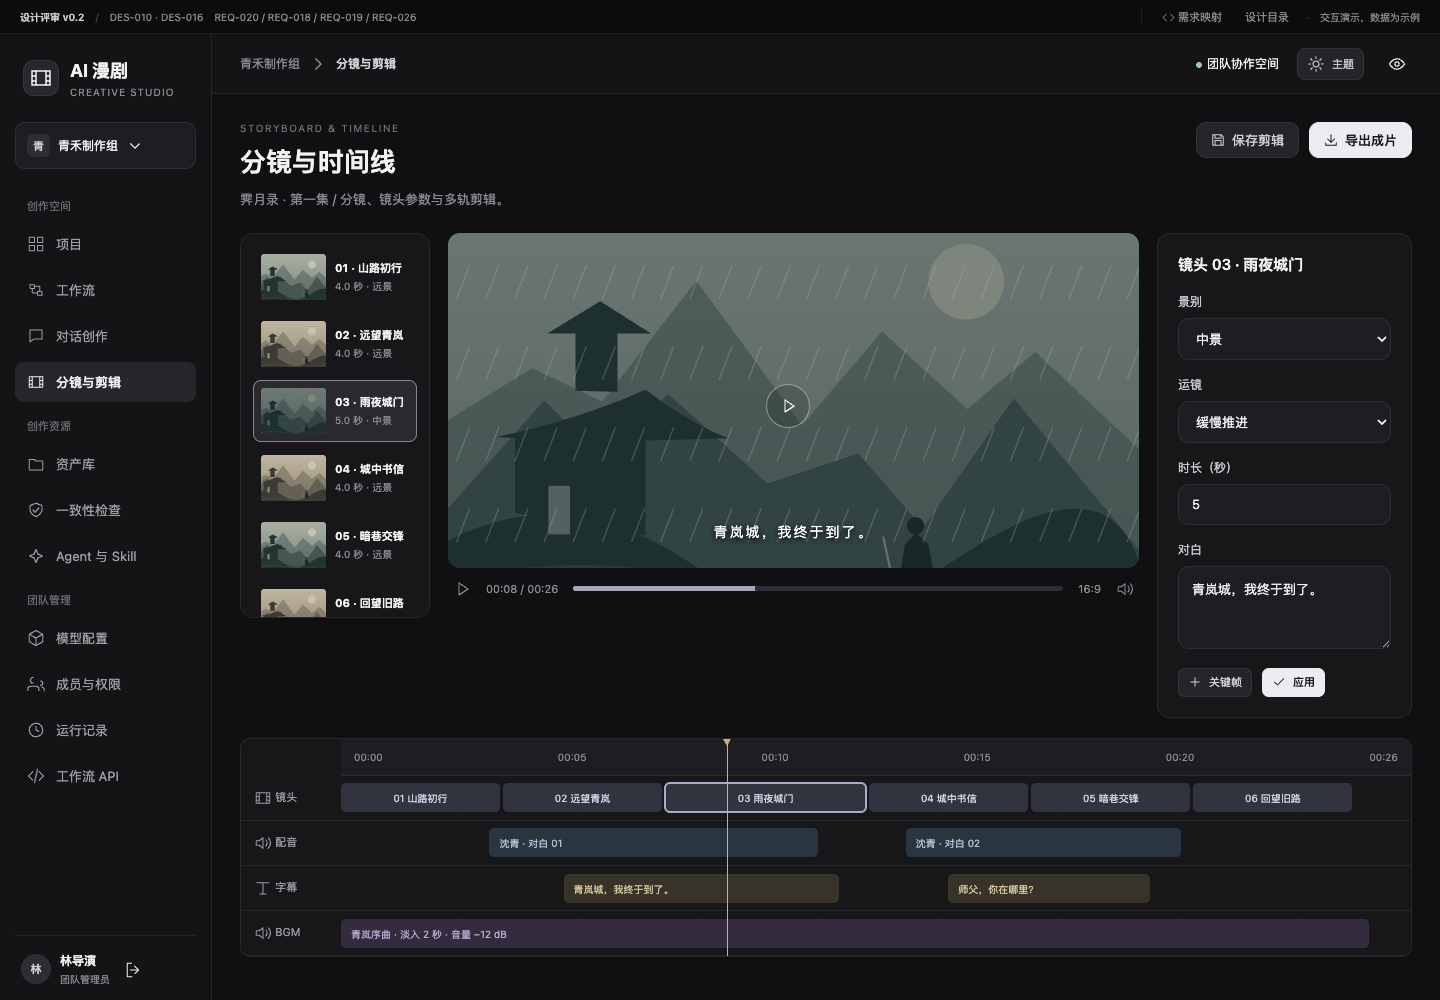 设计评审 v0.2 / DES-010 · DES-016 REQ-020 / REQ-018 / REQ-019 / REQ-026
需求映射 设计目录 · 交互演示，数据为示例
AI 漫剧
CREATIVE STUDIO
青 青禾制作组
创作空间
项目
工作流
对话创作
分镜与剪辑
创作资源
资产库
一致性检查
Agent 与 Skill
团队管理
模型配置
成员与权限
运行记录
工作流 API
林 林导演
团队管理员
青禾制作组 分镜与剪辑
团队协作空间 主题
STORYBOARD & TIMELINE
分镜与时间线
霁月录 · 第一集 / 分镜、镜头参数与多轨剪辑。
保存剪辑 导出成片
01 · 山路初行
4.0 秒 · 远景
02 · 远望青岚
4.0 秒 · 远景
03 · 雨夜城门
5.0 秒 · 中景
04 · 城中书信
4.0 秒 · 远景
05 · 暗巷交锋
4.0 秒 · 远景
06 · 回望旧路
青岚城，我终于到了。
00:08 / 00:26 16:9
镜头 03 · 雨夜城门
景别
中景
运镜
缓慢推进
时长（秒）
5
对白
青岚城，我终于到了。
关键帧 应用
00:00 00:05 00:10 00:15 00:20 00:26
镜头 01 山路初行 02 远望青岚 03 雨夜城门 04 城中书信 05 暗巷交锋 06 回望旧路
配音 沈青 · 对白 01 沈青 · 对白 02
字幕 青岚城，我终于到了。 师父，你在哪里？
BGM 青岚序曲 · 淡入 2 秒 · 音量 −12 dB